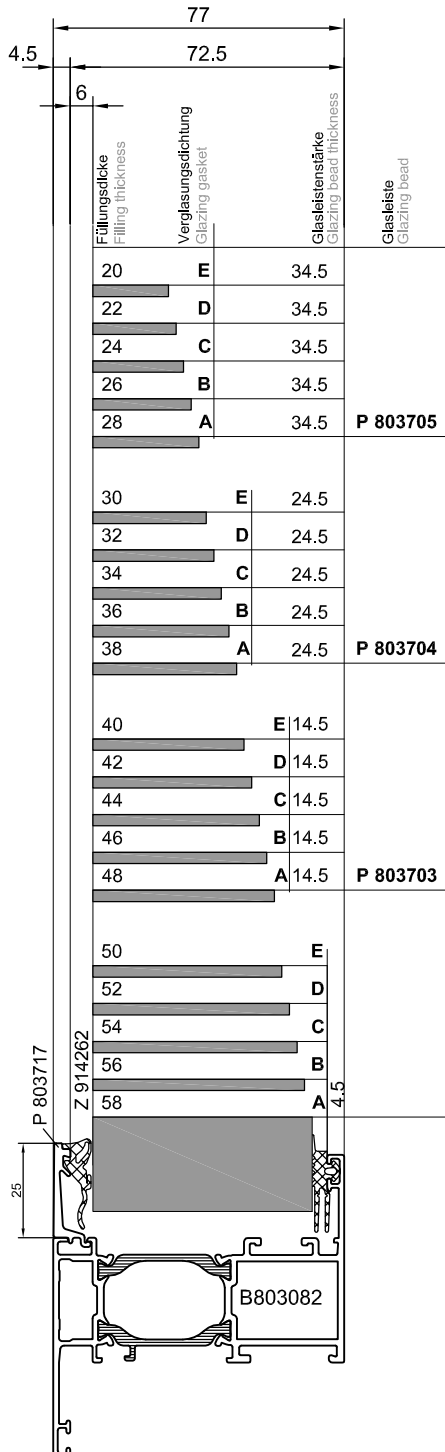 77
4.5 72.5
6
Füllungsdicke
Filling thickness
Verglasungsdichtung
Glazing gasket
Glasleistenstärke
Glazing bead thickness
Glasleiste
Glazing bead
20 E 34.5
22 D 34.5
24 C 34.5
26 B 34.5
28 A 34.5 P 803705
30 E 24.5
32 D 24.5
34 C 24.5
36 B 24.5
38 A 24.5 P 803704
40 E 14.5
42 D 14.5
44 C 14.5
46 B 14.5
48 A 14.5 P 803703
50 E
52 D
54 C
56 B
58 A 4.5
P 803717
Z 914262
25
B803082